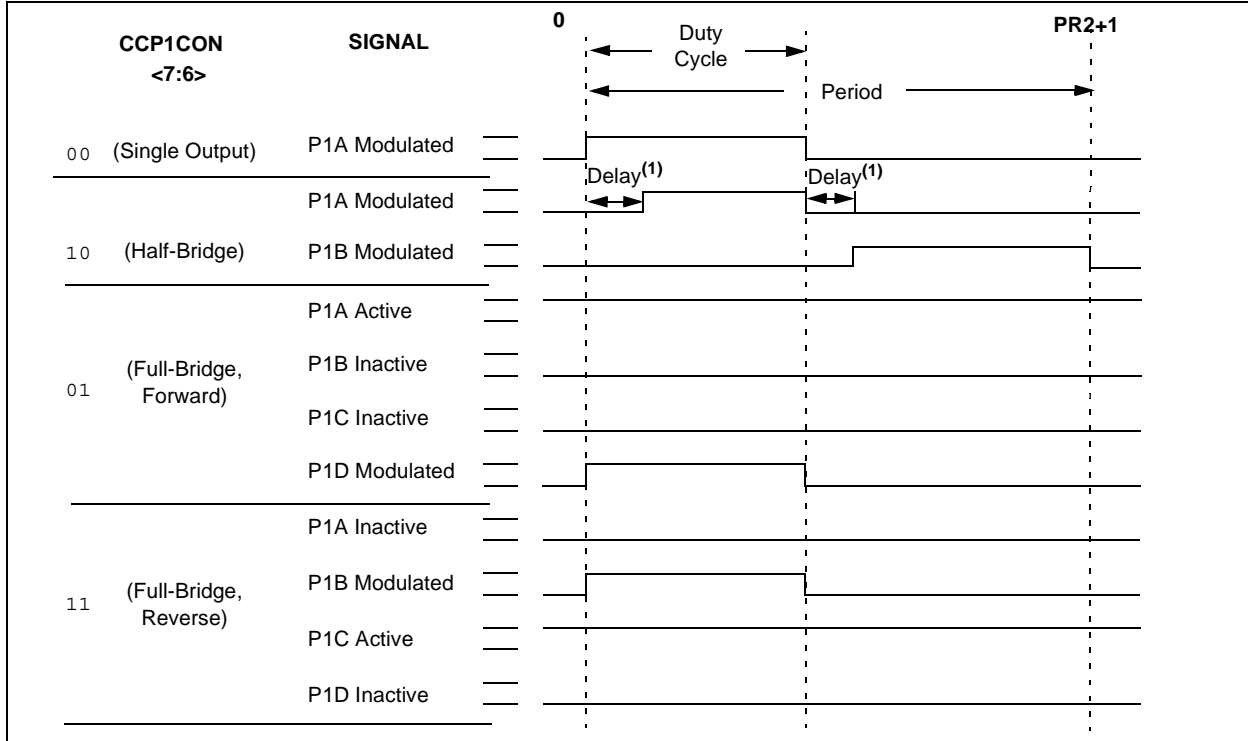 CCP1CON
<7:6>
SIGNAL
0
Duty
Cycle
PR2+1
Period
00 (Single Output) P1A Modulated
Delay(1) Delay(1)
P1A Modulated
10 (Half-Bridge) P1B Modulated
P1A Active
P1B Inactive
01 (Full-Bridge,
Forward)
P1C Inactive
P1D Modulated
P1A Inactive
P1B Modulated
11 (Full-Bridge,
Reverse)
P1C Active
P1D Inactive